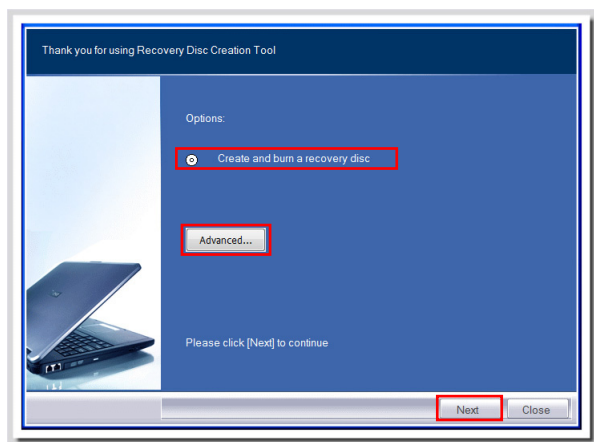 Thank you for using Recovery Disc Creation Tool
Options:
Create and burn a recovery disc
Advanced...
Please click [Next] to continue
Next
Close